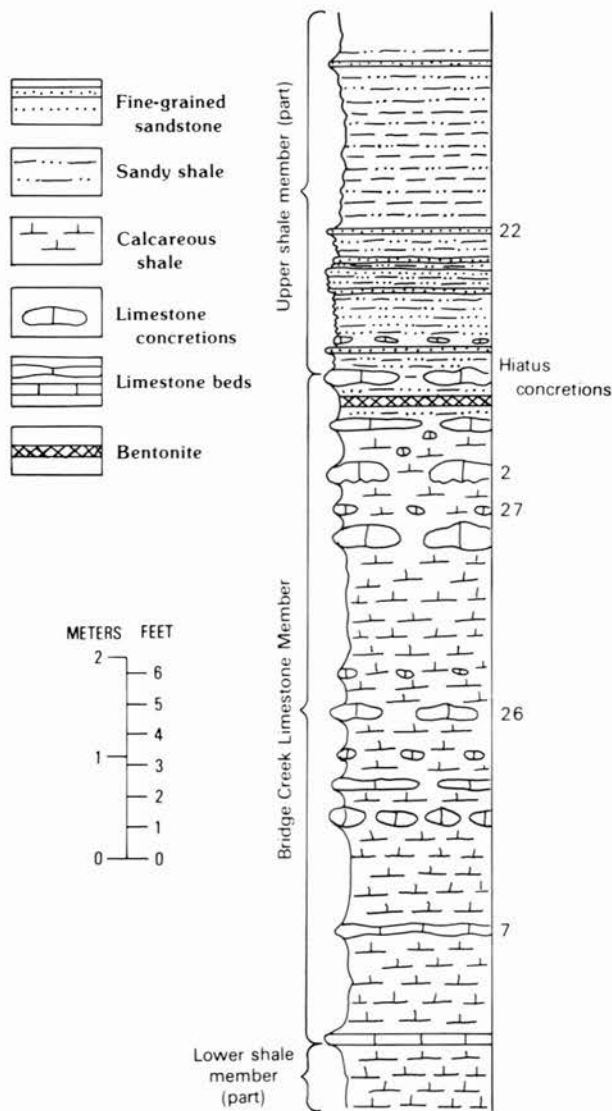 Fine-grained
sandstone
Sandy shale
Calcareous
shale
Limestone
concretions
Limestone beds
Bentonite
METERS FEET
2
1
0
6
5
4
3
2
1
0
Upper shale member (part)
Bridge Creek Limestone Member
Lower shale
member
(part)
22
Hiatus
concretions
2
27
26
7